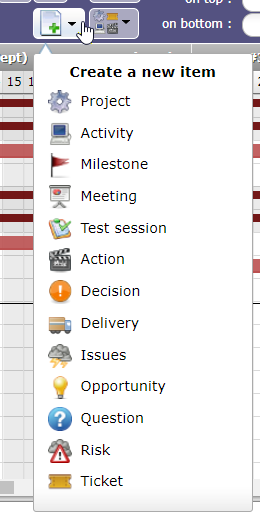 on top :
on bottom :
ept)
15 1
Create a new item
Project
Activity
Milestone
Meeting
Test session
Action
Decision
Delivery
Issues
Opportunity
Question
Risk
Ticket